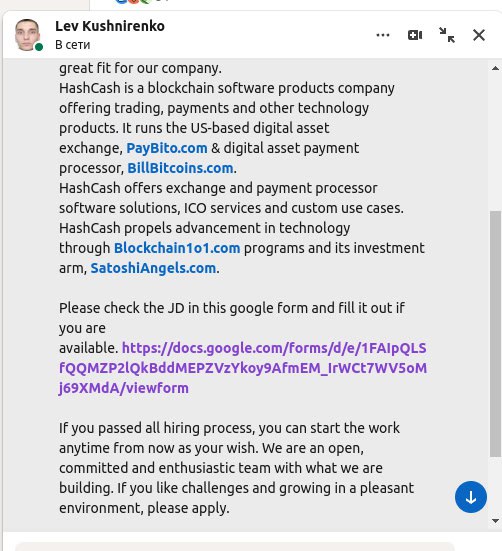 Lev Kushnirenko
В сети
great fit for our company.
HashCash is a blockchain software products company
offering trading, payments and other technology
products. It runs the US-based digital asset
exchange, PayBito.com & digital asset payment
processor, BillBitcoins.com.
HashCash offers exchange and payment processor
software solutions, ICO services and custom use cases.
HashCash propels advancement in technology
through Blockchain1o1.com programs and its investment
arm, SatoshiAngels.com.
Please check the JD in this google form and fill it out if
you are
available. https://docs.google.com/forms/d/e/1FAIpQLS
fQQMZP2lQkBddMEPZVzYkoy9AfmEM_IrWCt7WV5oM
j69XMdA/viewform
If you passed all hiring process, you can start the work
anytime from now as your wish. We are an open,
committed and enthusiastic team with what we are
building. If you like challenges and growing in a pleasant
environment, please apply.